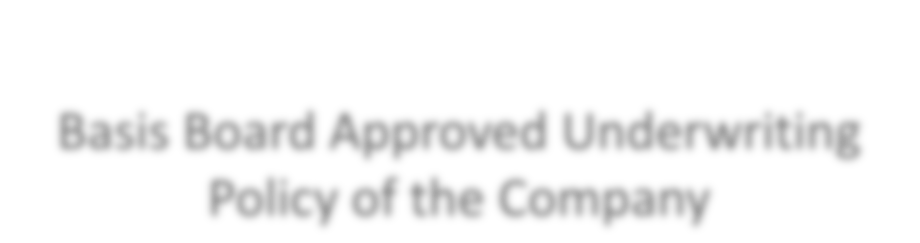 Basis Board Approved Underwriting
Policy of the Company